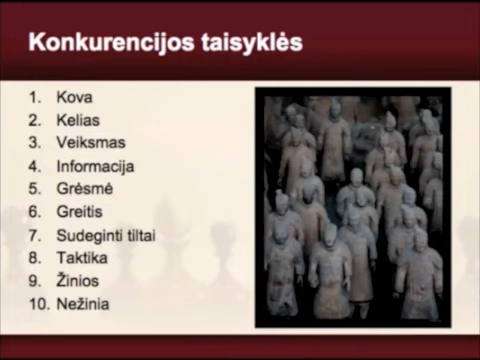 Konkurencijos taisyklės
1. Kova
2. Kelias
3. Veiksmas
4. Informacija
5. Grėsmė
6. Greitis
7. Sudeginti tiltai
8. Taktika
9. Žinios
10. Nežinia